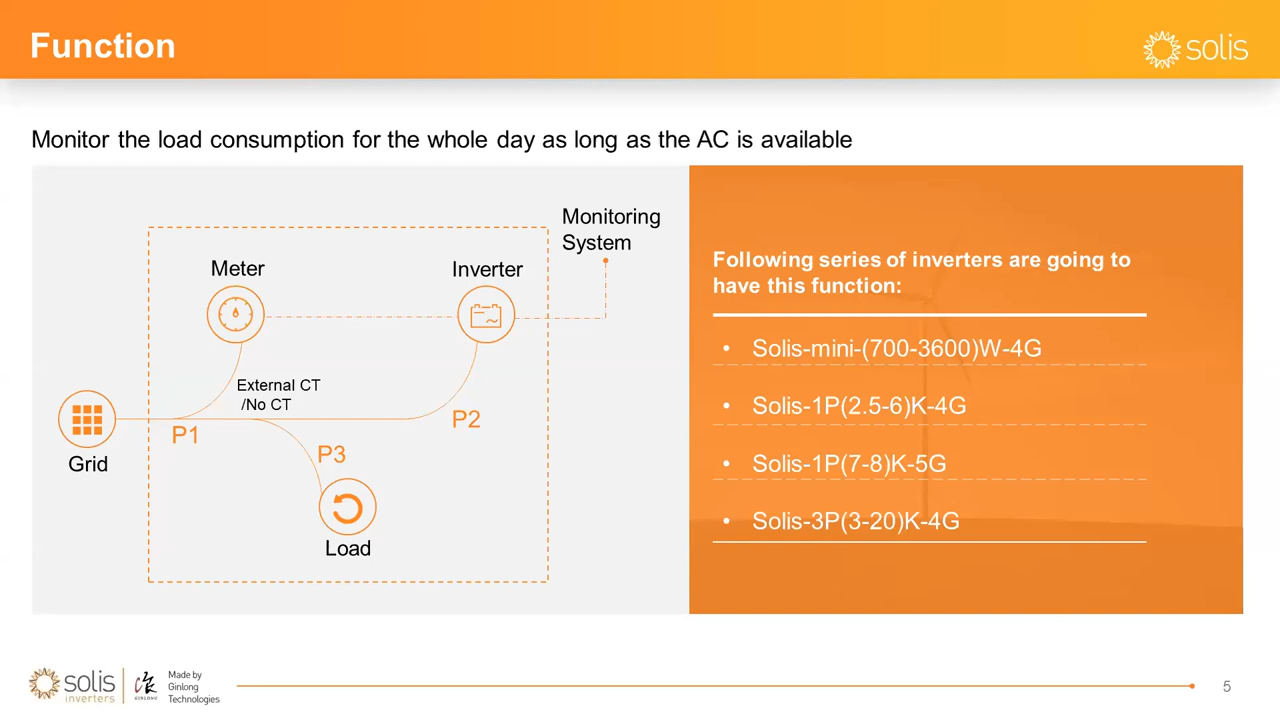 Function
solis
Monitor the load consumption for the whole day as long as the AC is available
Monitoring
System
Meter
Inverter
External CT
/No CT
P1
P2
P3
Grid
Load
Following series of inverters are going to
have this function:
• Solis-mini-(700-3600)W-4G
• Solis-1P(2.5-6)K-4G
• Solis-1P(7-8)K-5G
• Solis-3P(3-20)K-4G
solis
inverters
GINLONG
Made by
Ginlong
Technologies
5